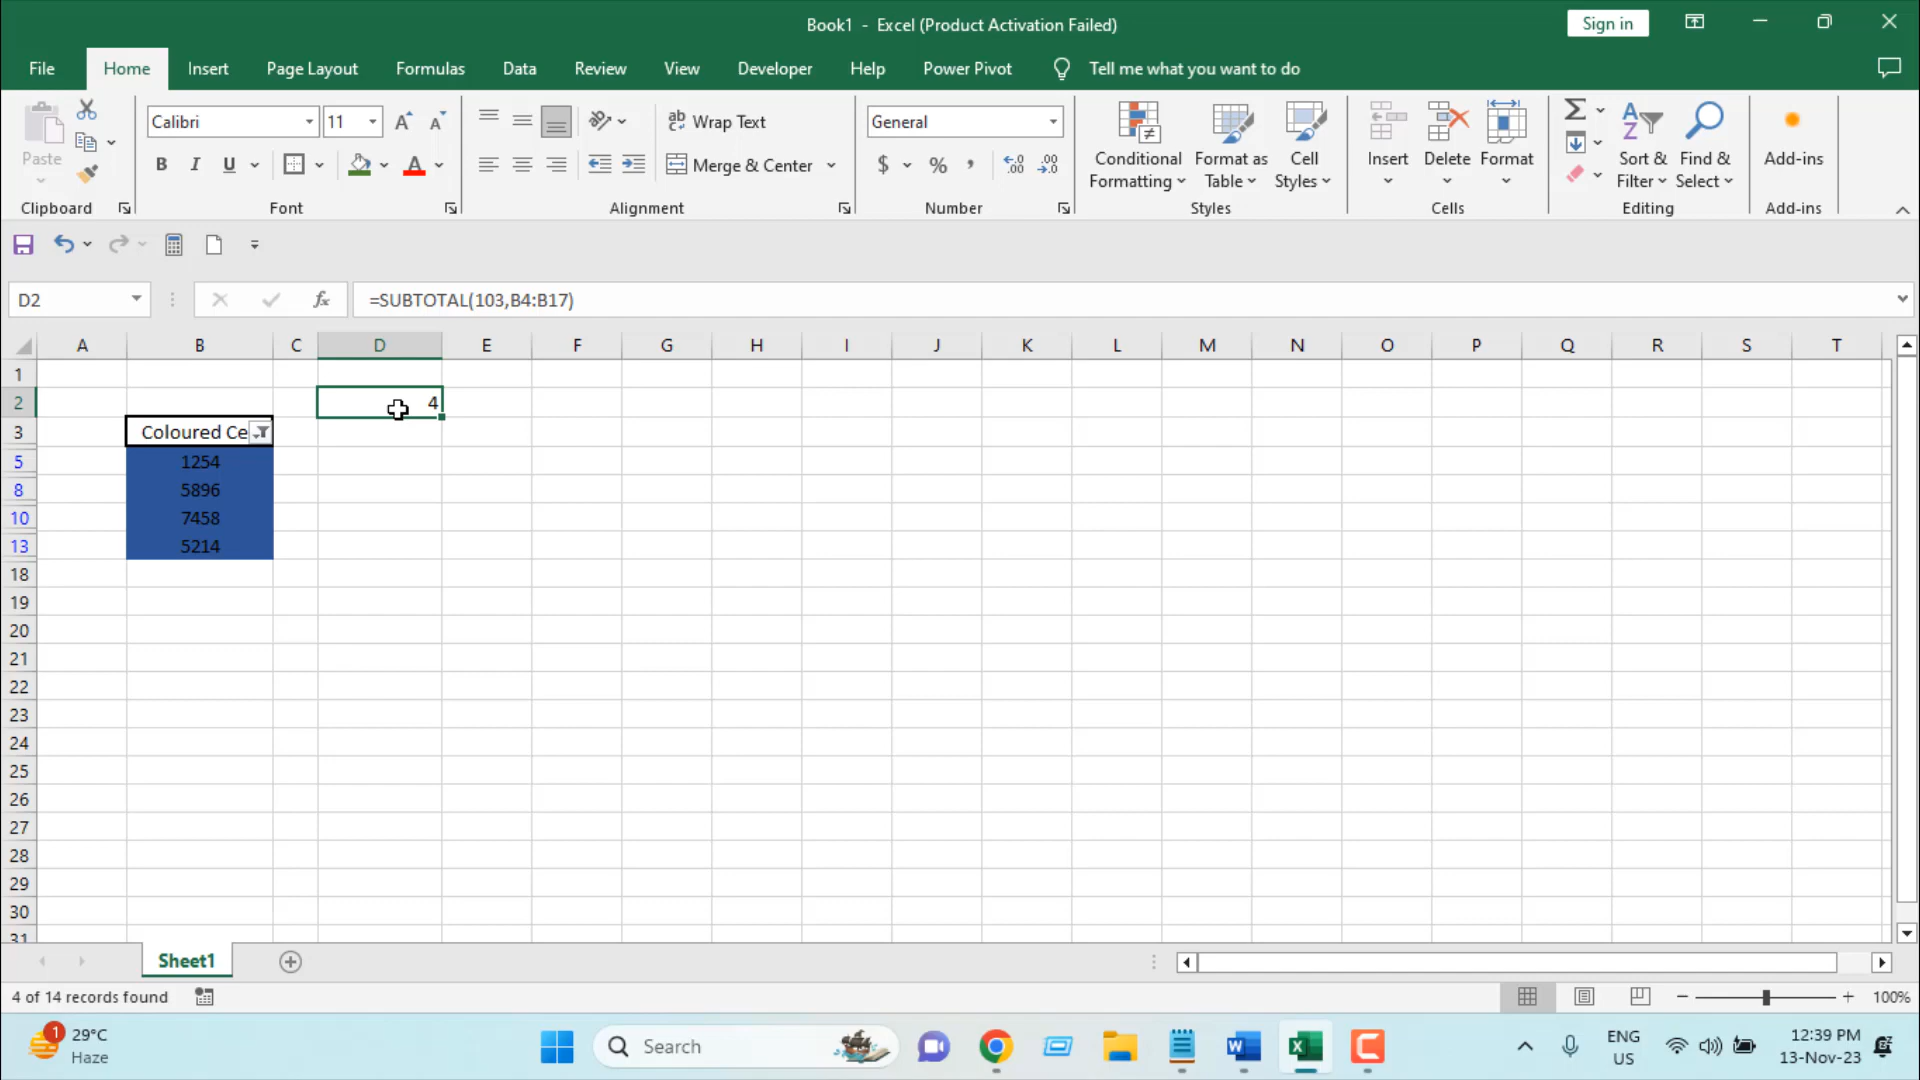 Book1 - Excel (Product Activation Failed)
Sign in
File Home Insert Page Layout Formulas Data Review View Developer Help Power Pivot Tell me what you want to do
Paste
Clipboard
Calibri 11
B I U A
Font
ab Wrap Text
Merge & Center
Alignment
General
$ % ,
Number
Conditional Formatting
Format as Table
Cell Styles
Styles
Insert Delete Format
Cells
Sort & Filter
Find & Select
Editing
Add-ins
Add-ins
D2 fx =SUBTOTAL(103,B4:B17)
A B C D E F G H I J K L M N O P Q R S T
1
2 4
3 Coloured Ce
5 1254
8 5896
10 7458
13 5214
18
19
20
21
22
23
24
25
26
27
28
29
30
31
Sheet1
4 of 14 records found
100%
1 29°C
Haze
Search
ENG
US
12:39 PM
13-Nov-23